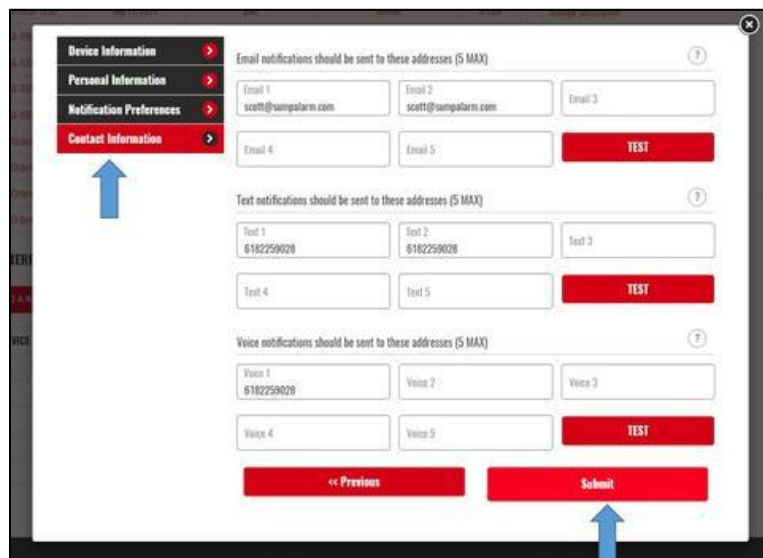 Device Information
Personal Information
Notification Preferences
Contact Information
Email notifications should be sent to these addresses (5 MAX)
?
Email 1
scott@sumpalarm.com
Email 2
scott@sumpalarm.com
Email 3
Email 4
Email 5
TEST
Text notifications should be sent to these addresses (5 MAX)
?
Text 1
6182259028
Text 2
6182259028
Text 3
Text 4
Text 5
TEST
Voice notifications should be sent to these addresses (5 MAX)
?
Voice 1
6182259028
Voice 2
Voice 3
Voice 4
Voice 5
TEST
<< Previous
Submit